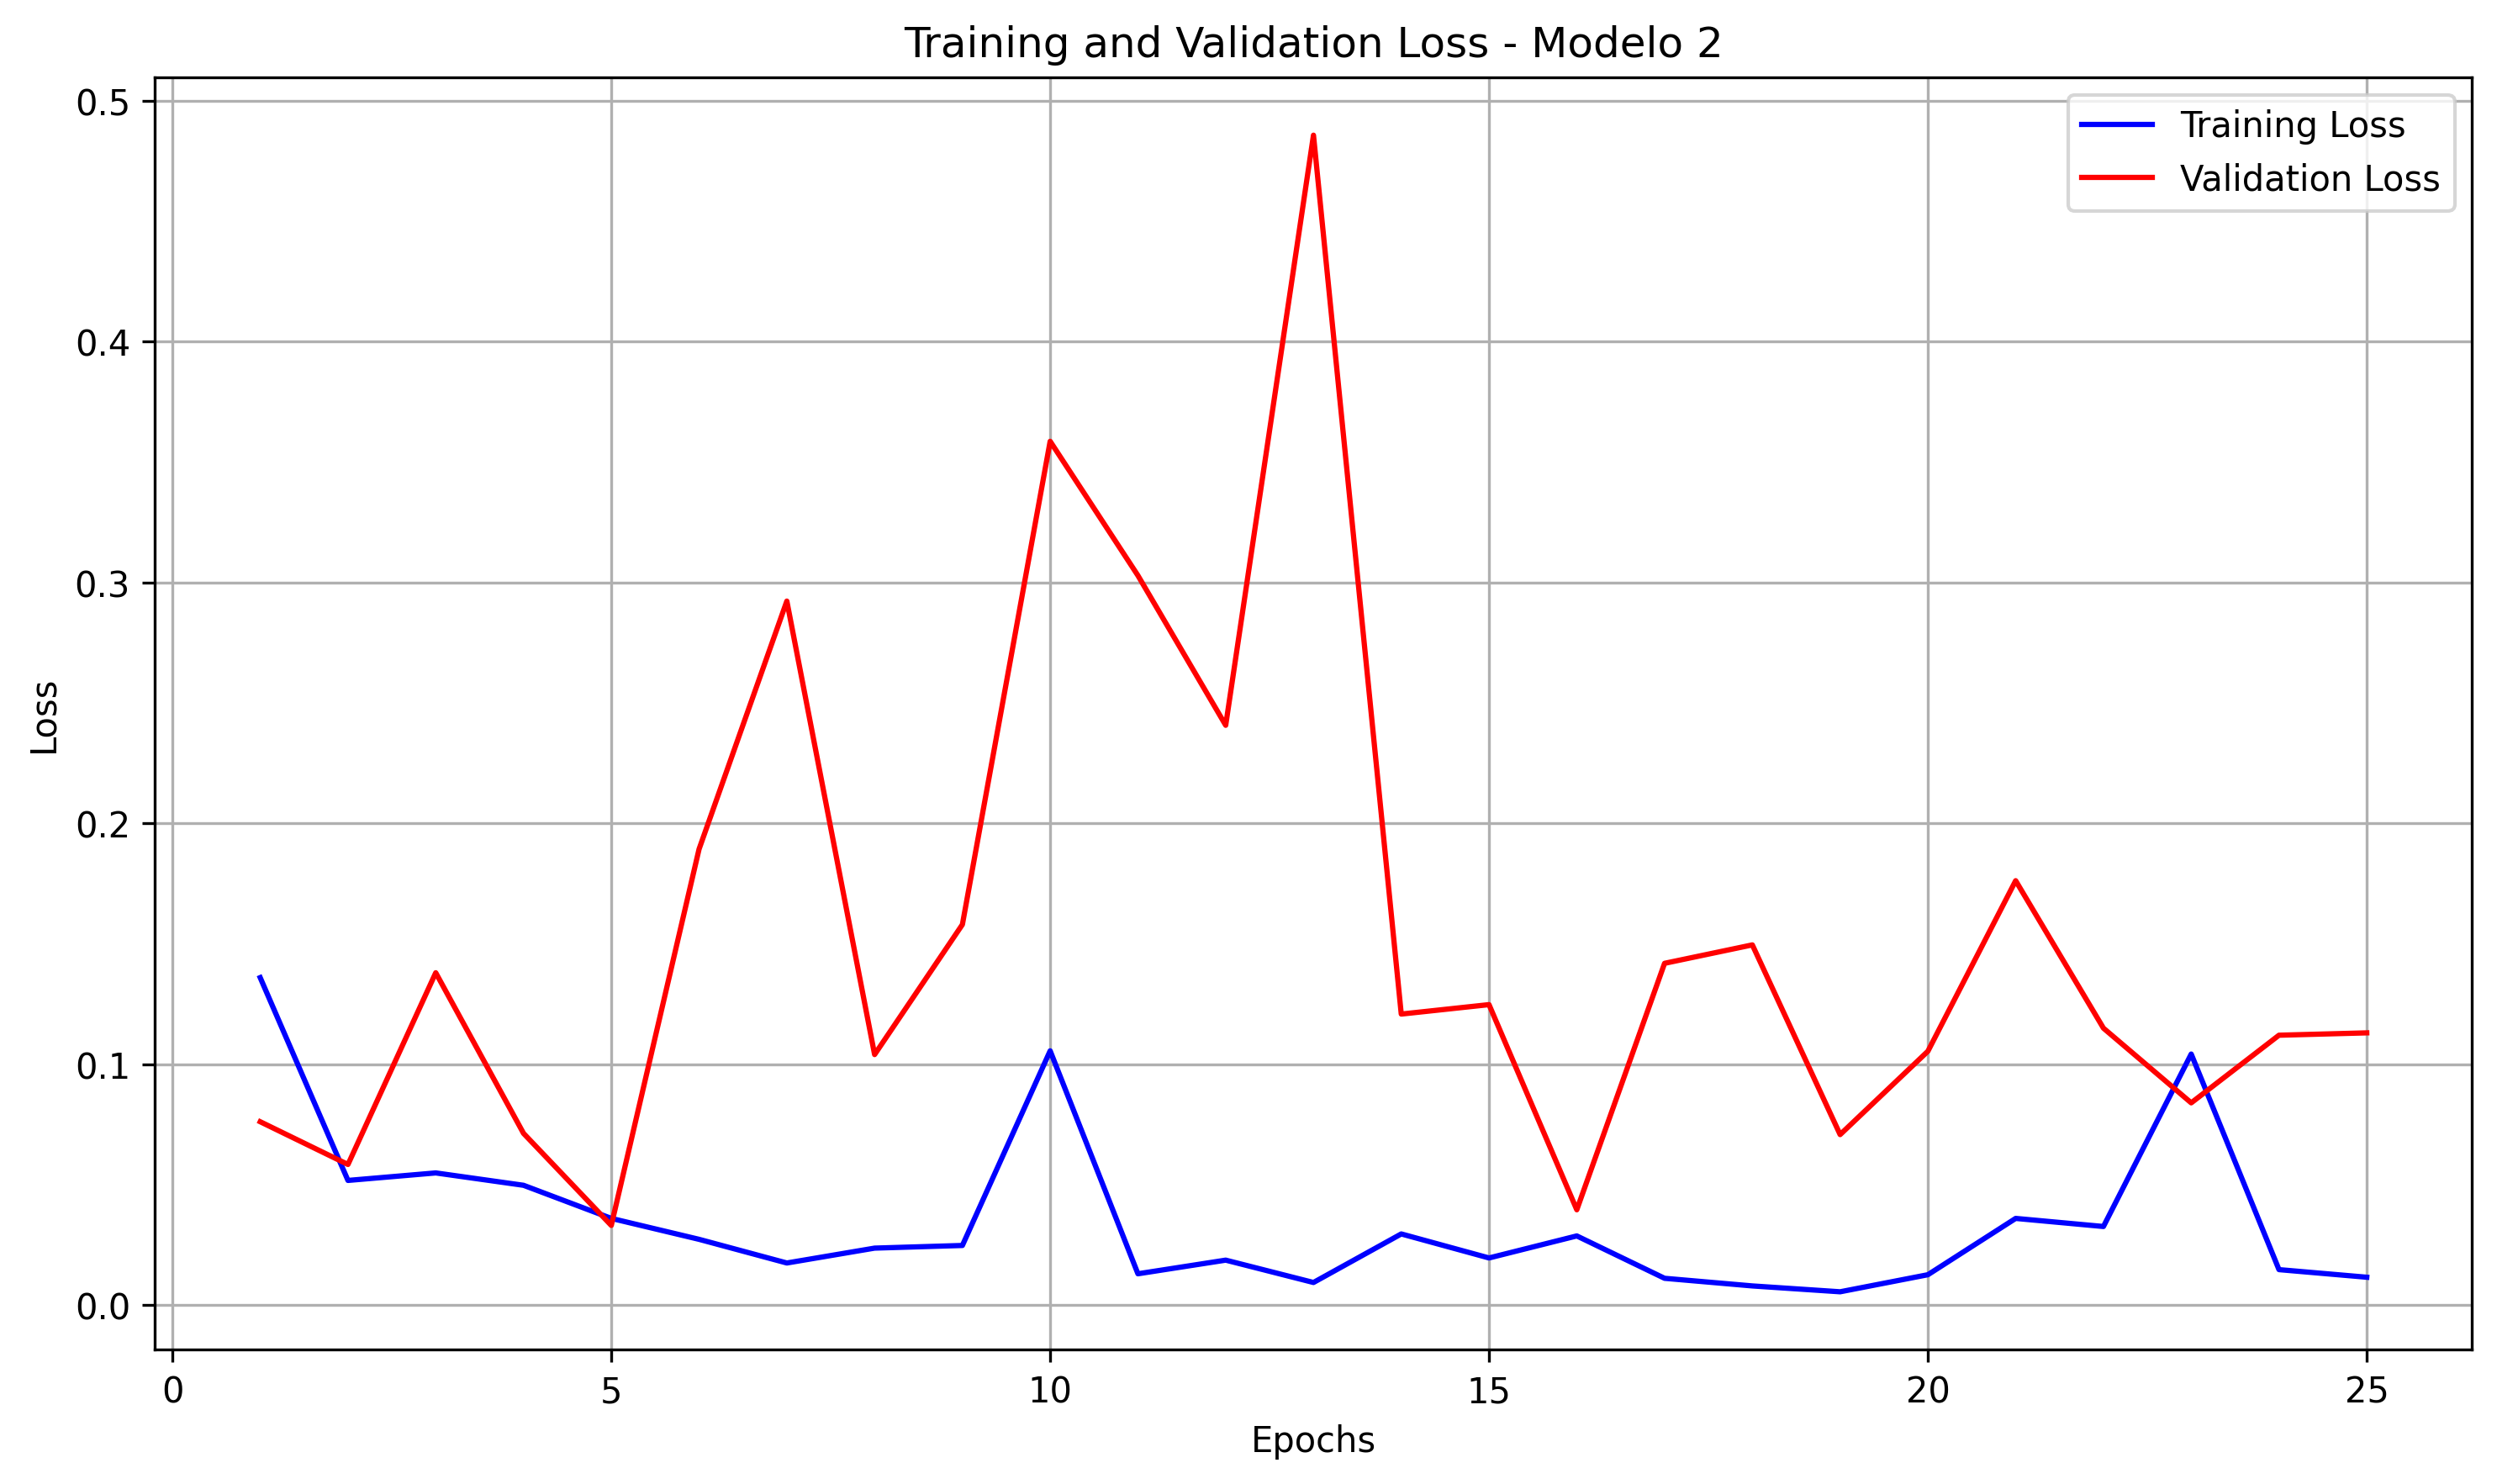 Training and Validation Loss - Modelo 2
Training Loss
Validation Loss
Loss
0.5
0.4
0.3
0.2
0.1
0.0
0 5 10 15 20 25
Epochs